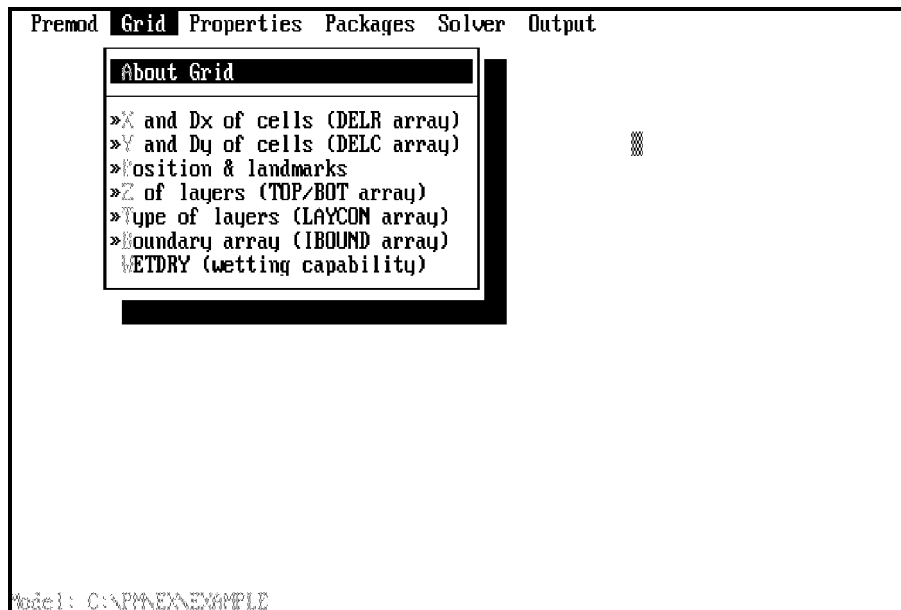 Premod Grid Properties Packages Solver Output
About Grid
»X and Dx of cells (DELR array)
»Y and Dy of cells (DELC array)
»Position & landmarks
»Z of layers (TOP/BOT array)
»Type of layers (LAYCON array)
»Boundary array (IBOUND array)
WETDRY (wetting capability)
Model: C:\PM\EX\EXAMPLE